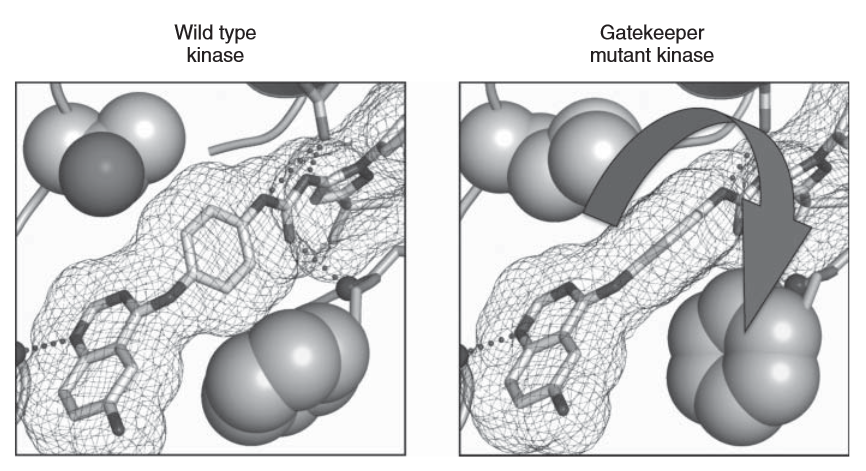 Wild type
kinase
Gatekeeper
mutant kinase